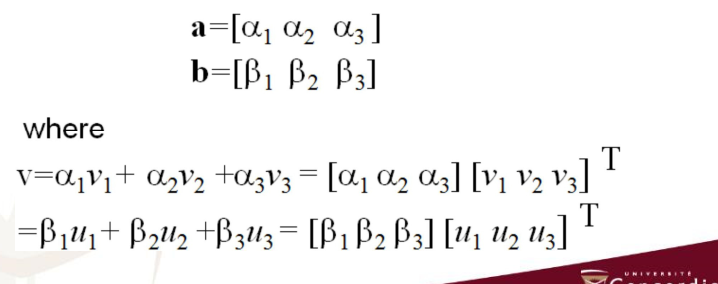 a=[α₁ α₂ α₃]
b=[β₁ β₂ β₃]
where
v=α₁v₁+ α₂v₂ +α₃v₃ = [α₁ α₂ α₃] [v₁ v₂ v₃] ᵀ
=β₁u₁+ β₂u₂ +β₃u₃= [β₁ β₂ β₃] [u₁ u₂ u₃] ᵀ
UNIVERSITÉ